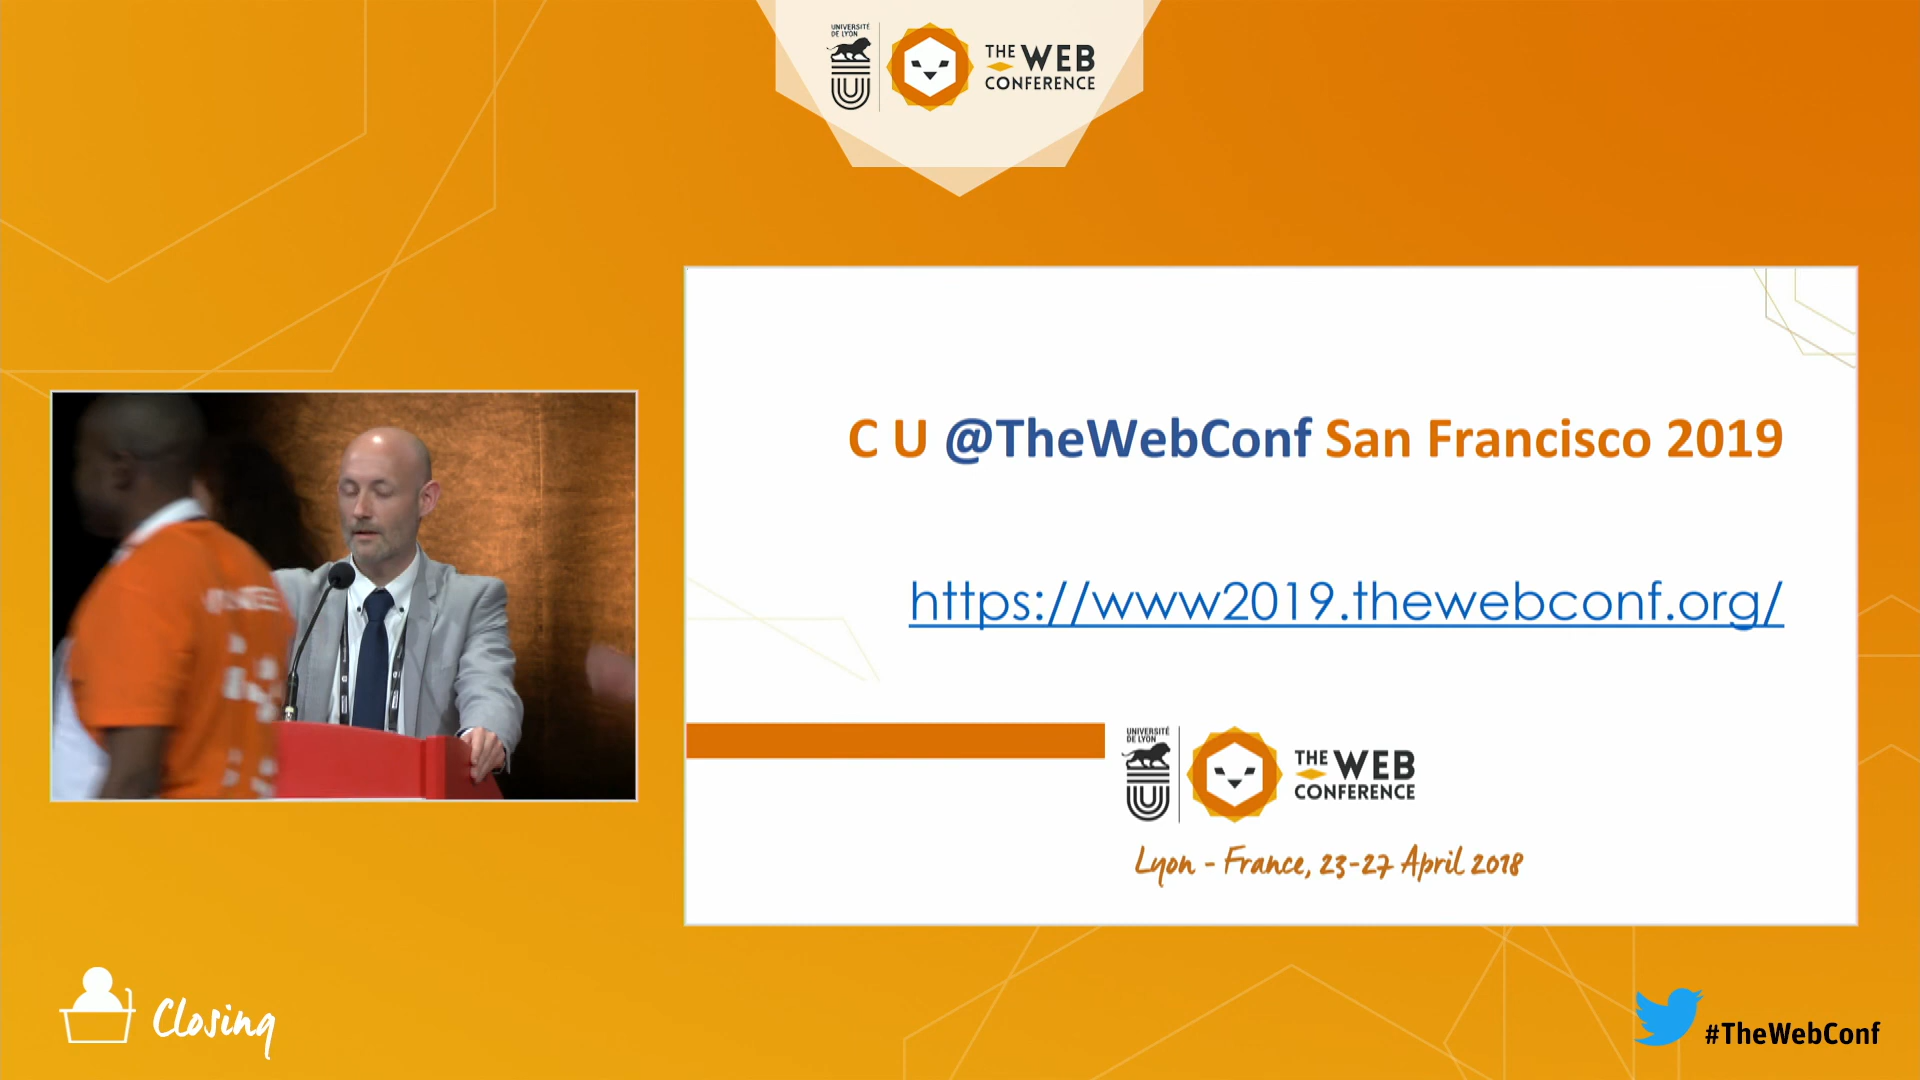 UNIVERSITÉ
DE LYON
THE WEB
CONFERENCE
C U @TheWebConf San Francisco 2019
https://www2019.thewebconf.org/
UNIVERSITÉ
DE LYON
THE WEB
CONFERENCE
Lyon - France, 23-27 April 2018
Closing
#TheWebConf